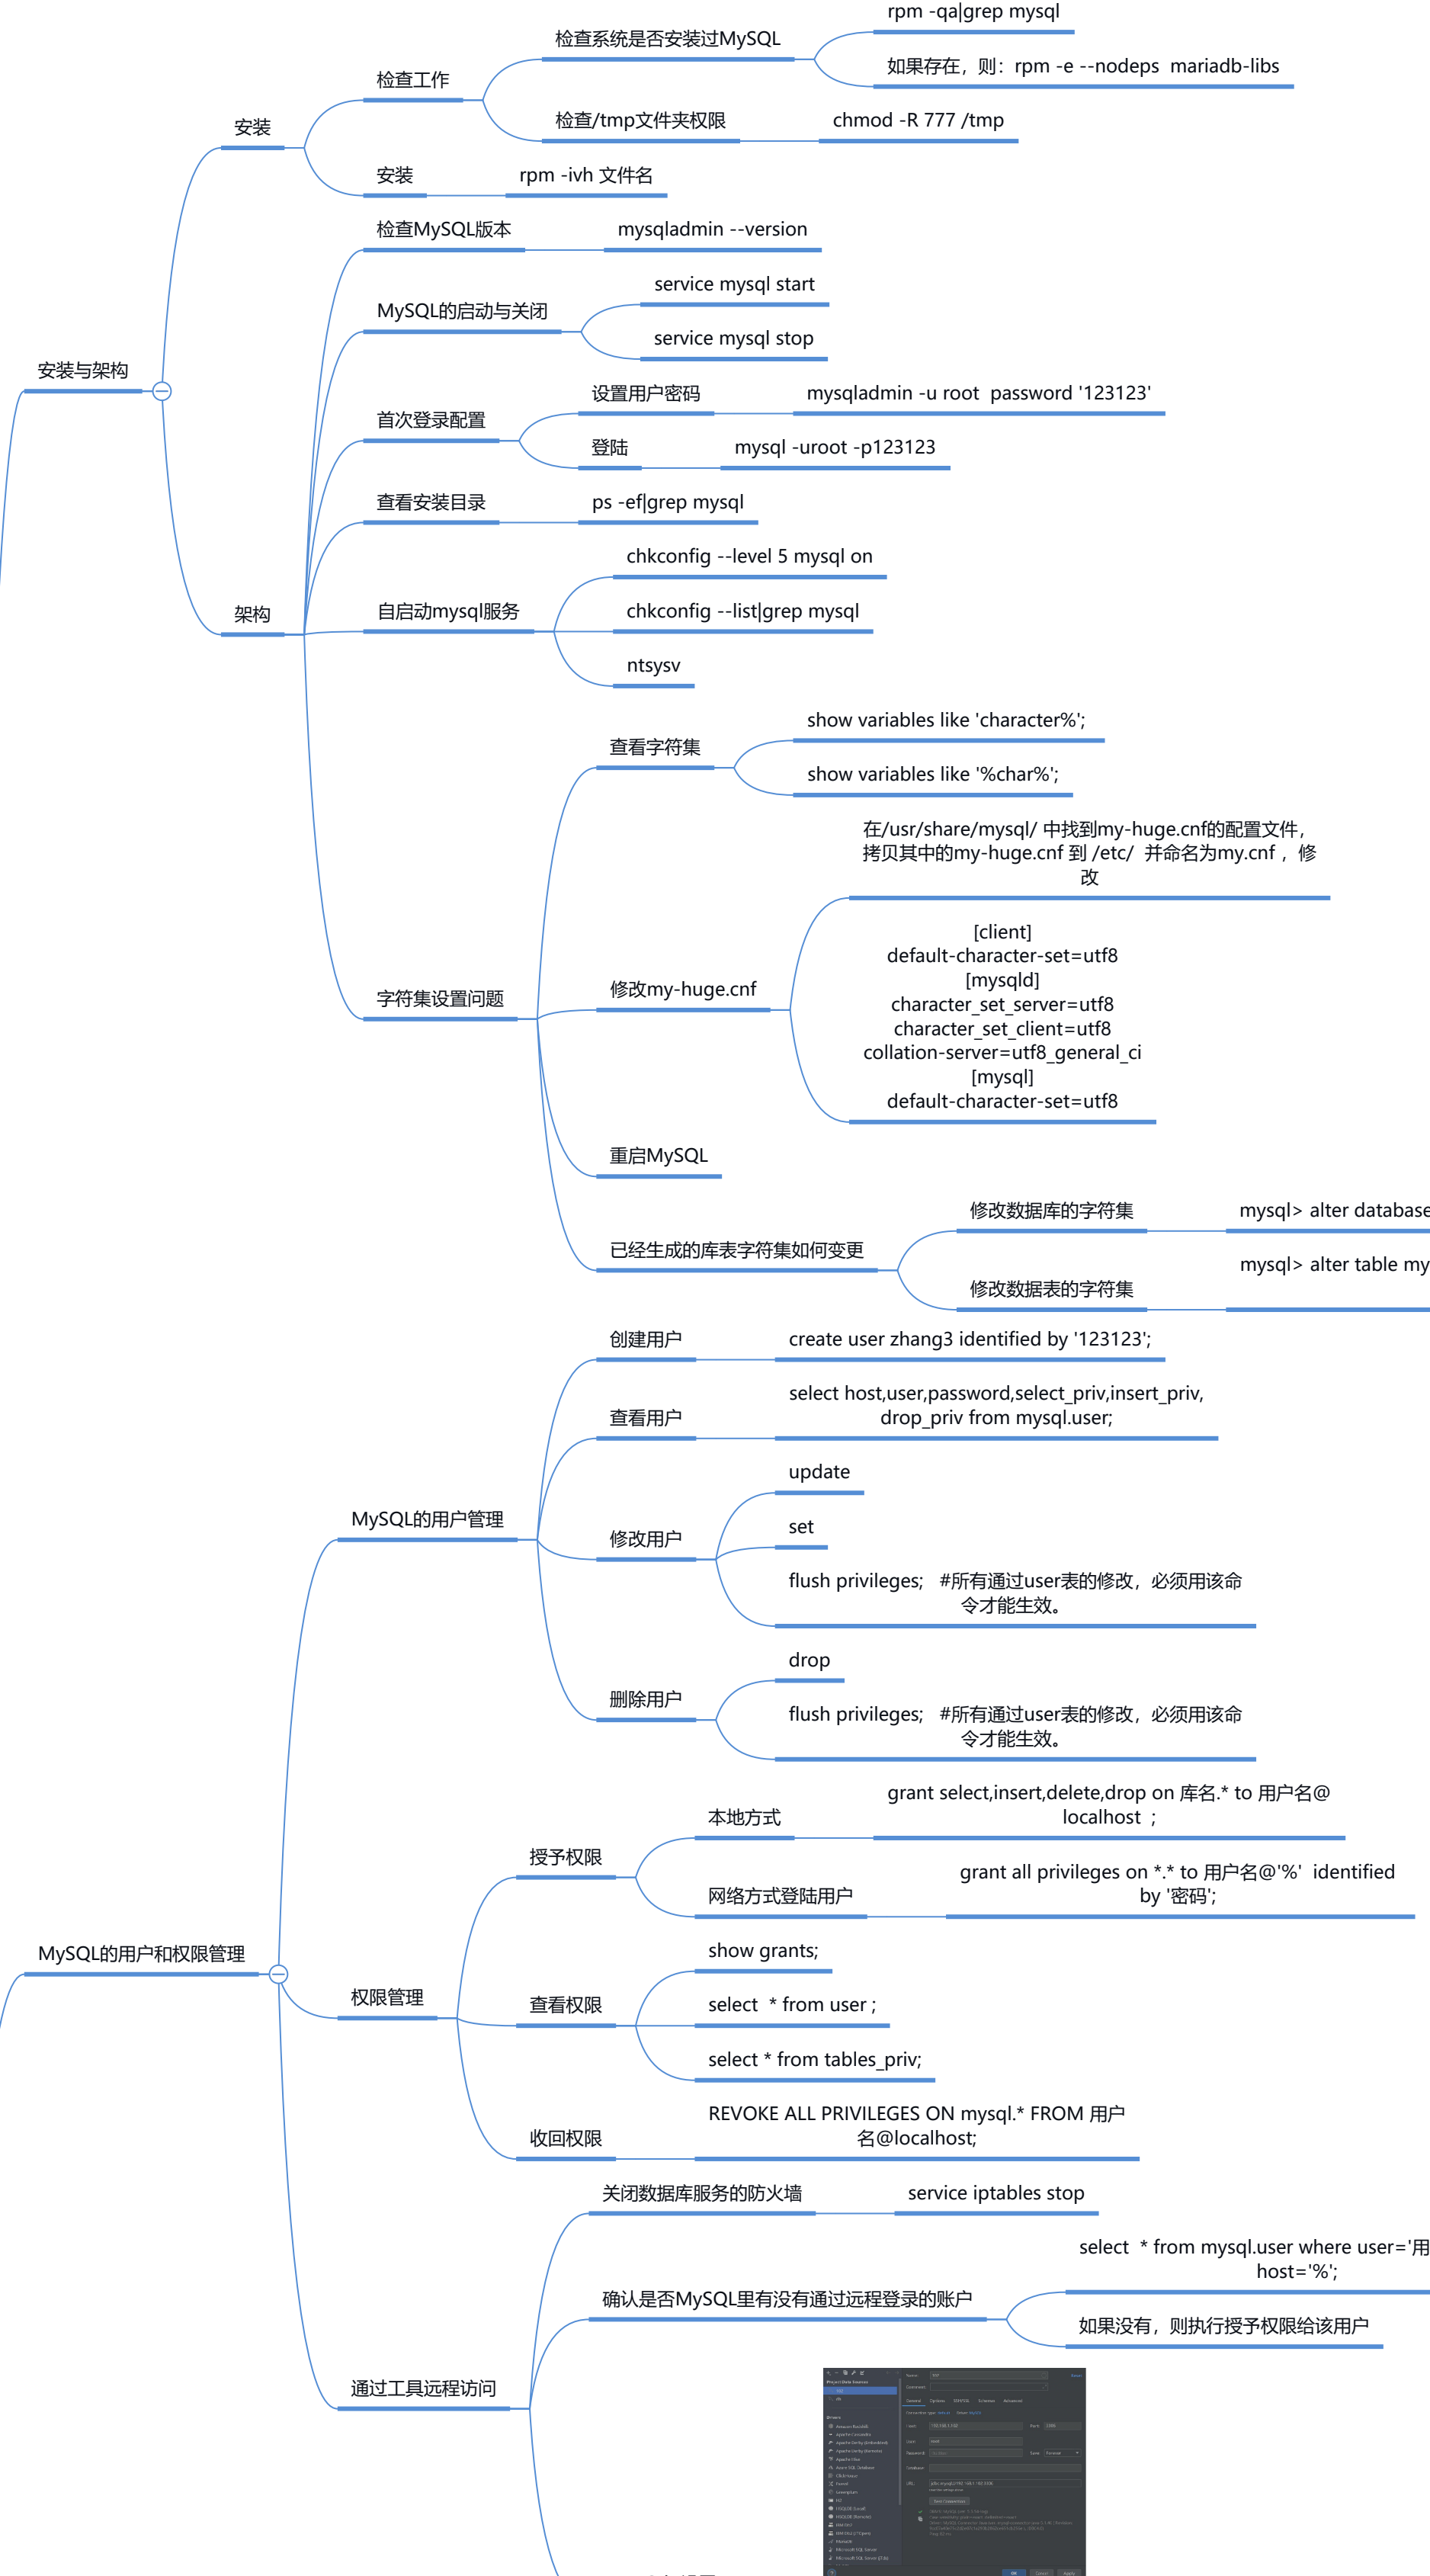 rpm -qa|grep mysql
检查系统是否安装过MySQL
如果存在，则：rpm -e --nodeps  mariadb-libs
检查工作
检查/tmp文件夹权限
chmod -R 777 /tmp
安装
安装
rpm -ivh 文件名
检查MySQL版本
mysqladmin --version
service mysql start
MySQL的启动与关闭
service mysql stop
安装与架构
设置用户密码
mysqladmin -u root  password '123123'
首次登录配置
登陆
mysql -uroot -p123123
查看安装目录
ps -ef|grep mysql
chkconfig --level 5 mysql on
架构
自启动mysql服务
chkconfig --list|grep mysql
ntsysv
show variables like 'character%';
查看字符集
show variables like '%char%';
在/usr/share/mysql/ 中找到my-huge.cnf的配置文件，
拷贝其中的my-huge.cnf 到 /etc/  并命名为my.cnf ，修
改
[client]
default-character-set=utf8
[mysqld]
character_set_server=utf8
character_set_client=utf8
collation-server=utf8_general_ci
[mysql]
default-character-set=utf8
修改my-huge.cnf
字符集设置问题
重启MySQL
修改数据库的字符集
mysql> alter database
已经生成的库表字符集如何变更
mysql> alter table my
修改数据表的字符集
创建用户
create user zhang3 identified by '123123';
select host,user,password,select_priv,insert_priv,
drop_priv from mysql.user;
查看用户
update
MySQL的用户管理
修改用户
set
flush privileges;   #所有通过user表的修改，必须用该命
令才能生效。
drop
删除用户
flush privileges;   #所有通过user表的修改，必须用该命
令才能生效。
grant select,insert,delete,drop on 库名.* to 用户名@
localhost  ;
本地方式
授予权限
grant all privileges on *.* to 用户名@'%'  identified
by '密码';
网络方式登陆用户
MySQL的用户和权限管理
show grants;
权限管理
查看权限
select  * from user ;
select * from tables_priv;
REVOKE ALL PRIVILEGES ON mysql.* FROM 用户
名@localhost;
收回权限
关闭数据库服务的防火墙
service iptables stop
select  * from mysql.user where user='用
host='%';
确认是否MySQL里有没有通过远程登录的账户
如果没有，则执行授予权限给该用户
通过工具远程访问